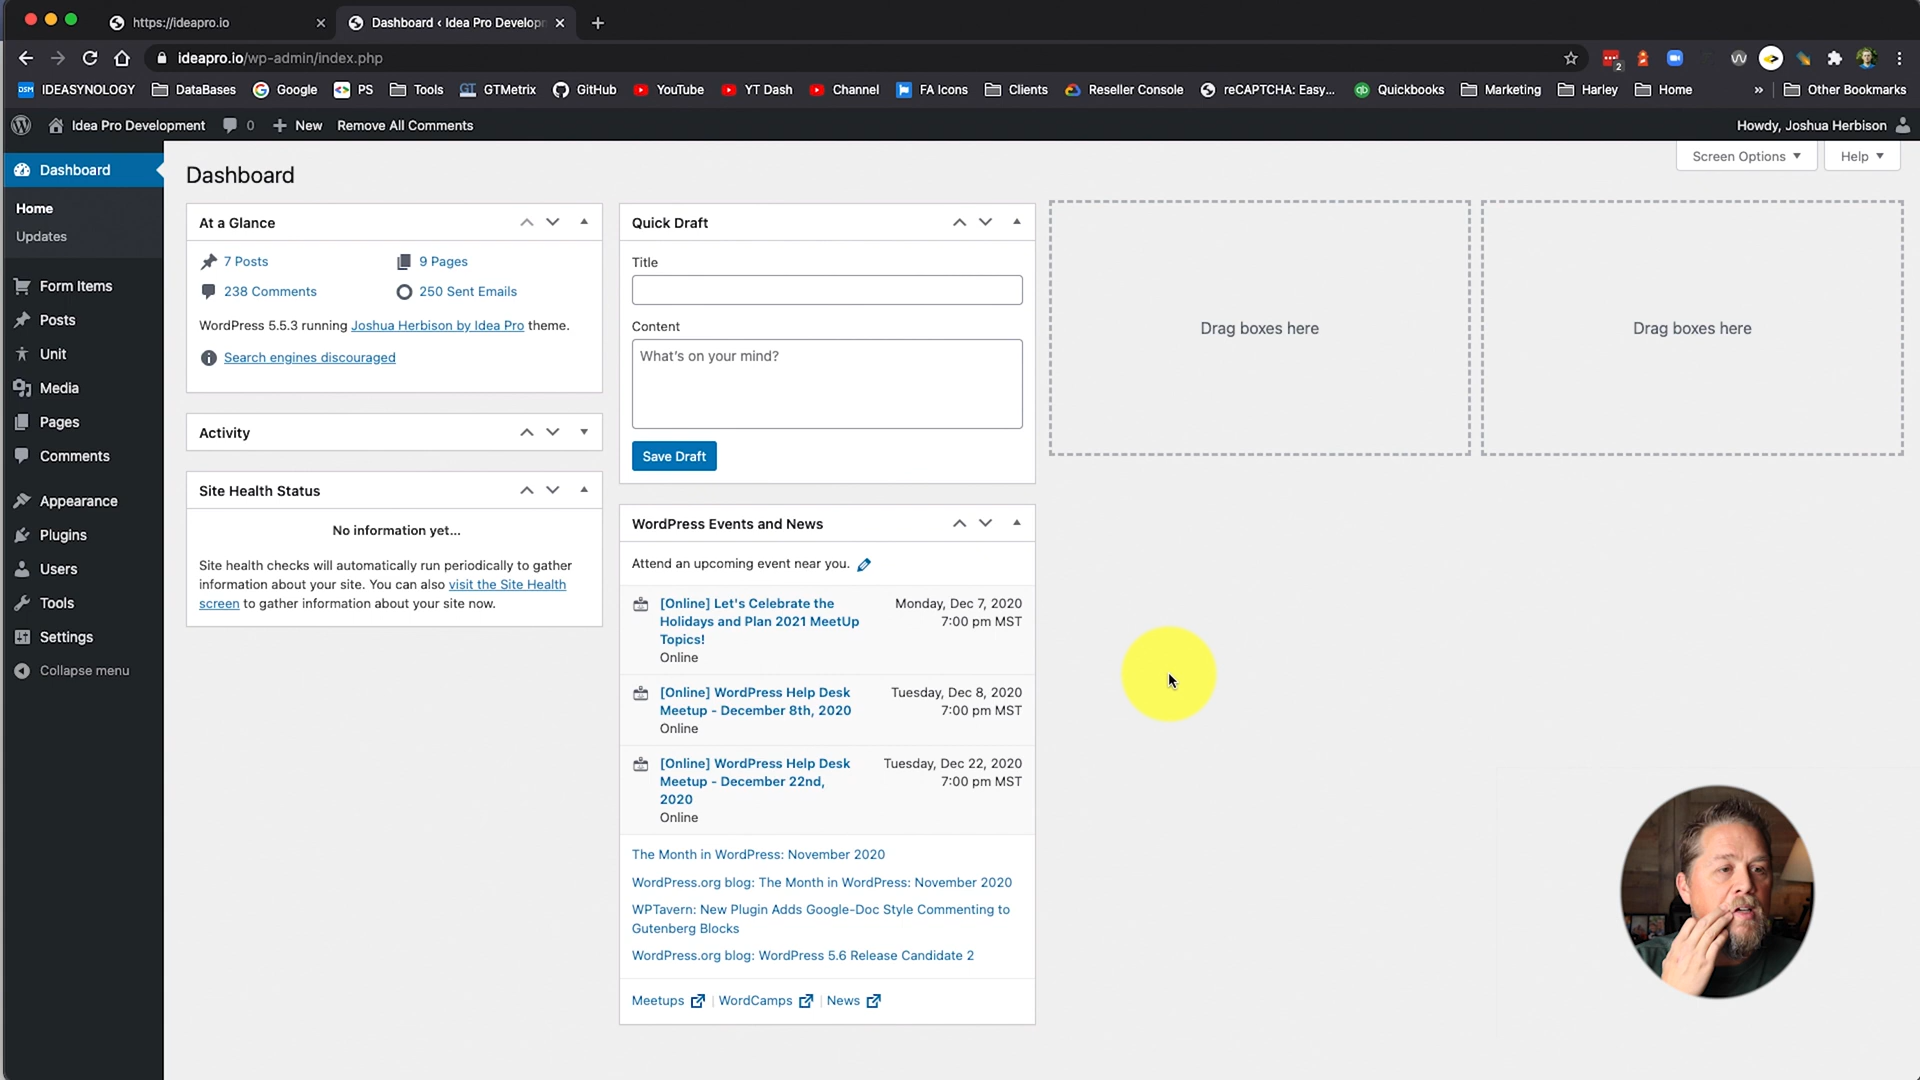 https://ideapro.io
Dashboard ‹ Idea Pro Developm
ideapro.io/wp-admin/index.php
2
DSM IDEASYNOLOGY DataBases Google PS Tools GTMetrix GitHub YouTube YT Dash Channel FA Icons Clients Reseller Console reCAPTCHA: Easy... Quickbooks Marketing Harley Home » Other Bookmarks
Idea Pro Development 0 New Remove All Comments Howdy, Joshua Herbison
Dashboard
Home
Updates
Form Items
Posts
Unit
Media
Pages
Comments
Appearance
Plugins
Users
Tools
Settings
Collapse menu
Screen Options
Help
Dashboard
At a Glance
7 Posts
9 Pages
238 Comments
250 Sent Emails
WordPress 5.5.3 running Joshua Herbison by Idea Pro theme.
Search engines discouraged
Activity
Site Health Status
No information yet...
Site health checks will automatically run periodically to gather
information about your site. You can also visit the Site Health
screen to gather information about your site now.
Quick Draft
Title
Content
What's on your mind?
Save Draft
WordPress Events and News
Attend an upcoming event near you.
[Online] Let's Celebrate the
Holidays and Plan 2021 MeetUp
Topics!
Online
Monday, Dec 7, 2020
7:00 pm MST
[Online] WordPress Help Desk
Meetup - December 8th, 2020
Online
Tuesday, Dec 8, 2020
7:00 pm MST
[Online] WordPress Help Desk
Meetup - December 22nd,
2020
Online
Tuesday, Dec 22, 2020
7:00 pm MST
The Month in WordPress: November 2020
WordPress.org blog: The Month in WordPress: November 2020
WPTavern: New Plugin Adds Google-Doc Style Commenting to
Gutenberg Blocks
WordPress.org blog: WordPress 5.6 Release Candidate 2
Meetups | WordCamps | News
Drag boxes here
Drag boxes here